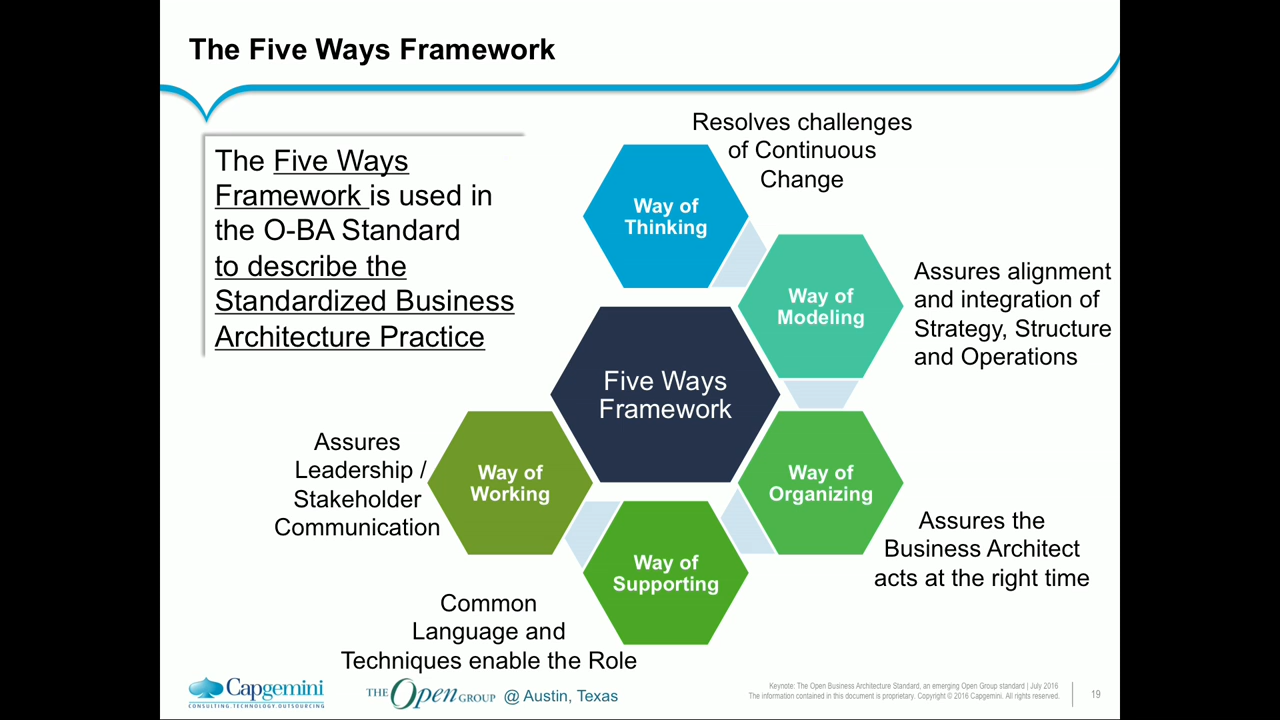 The Five Ways Framework
The Five Ways
Framework is used in
the O-BA Standard
to describe the
Standardized Business
Architecture Practice
Resolves challenges
of Continuous
Change
Way of
Thinking
Way of
Modeling
Assures alignment
and integration of
Strategy, Structure
and Operations
Five Ways
Framework
Way of
Organizing
Assures the
Business Architect
acts at the right time
Way of
Supporting
Common
Language and
Techniques enable the Role
Way of
Working
Assures
Leadership /
Stakeholder
Communication
Capgemini
CONSULTING.TECHNOLOGY.OUTSOURCING
THE Open GROUP @ Austin, Texas
Keynote: The Open Business Architecture Standard, an emerging Open Group standard | July 2016
The information contained in this document is proprietary. Copyright © 2016 Capgemini. All rights reserved.
19